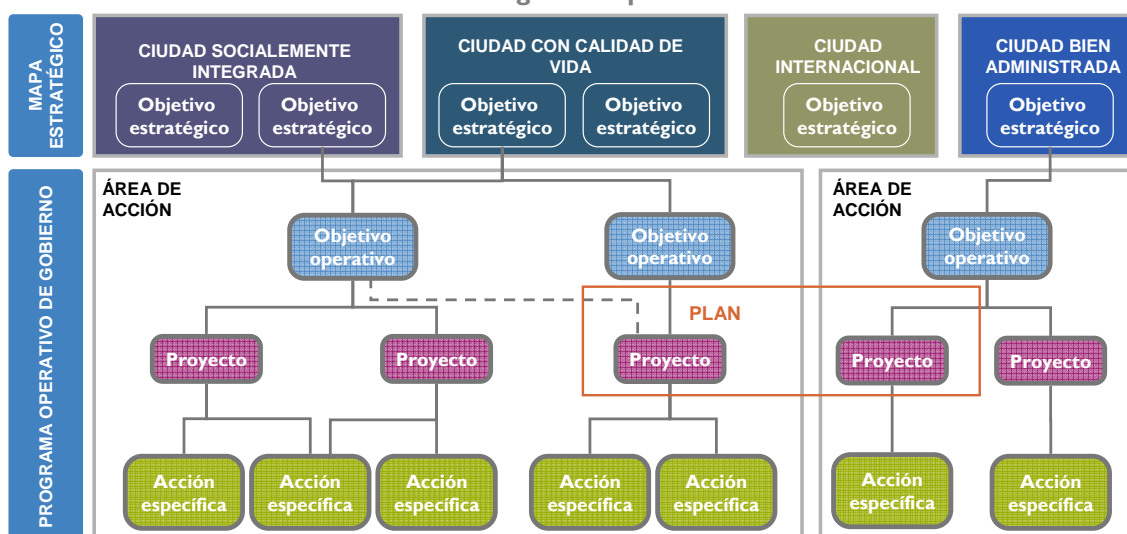 MAPA
ESTRATÉGICO
CIUDAD SOCIALEMENTE
INTEGRADA
Objetivo
estratégico
Objetivo
estratégico
CIUDAD CON CALIDAD DE
VIDA
Objetivo
estratégico
Objetivo
estratégico
CIUDAD
INTERNACIONAL
Objetivo
estratégico
CIUDAD BIEN
ADMINISTRADA
Objetivo
estratégico
PROGRAMA OPERATIVO DE GOBIERNO
ÁREA DE
ACCIÓN
Objetivo
operativo
Objetivo
operativo
ÁREA DE
ACCIÓN
Objetivo
operativo
PLAN
Proyecto
Proyecto
Proyecto
Proyecto
Proyecto
Acción
específica
Acción
específica
Acción
específica
Acción
específica
Acción
específica
Acción
específica
Acción
específica